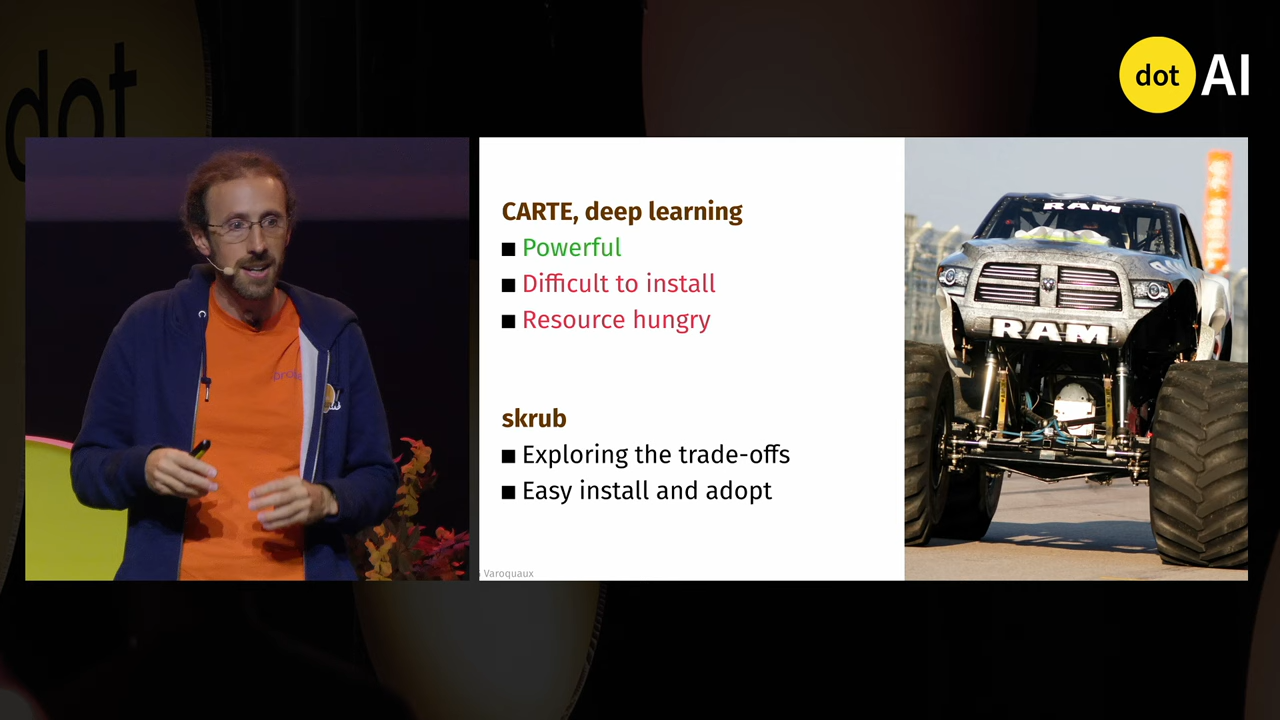 dot
dot AI
CARTE, deep learning
Powerful
Difficult to install
Resource hungry
skrub
Exploring the trade-offs
Easy install and adopt
Varoquaux
RAM
RAM